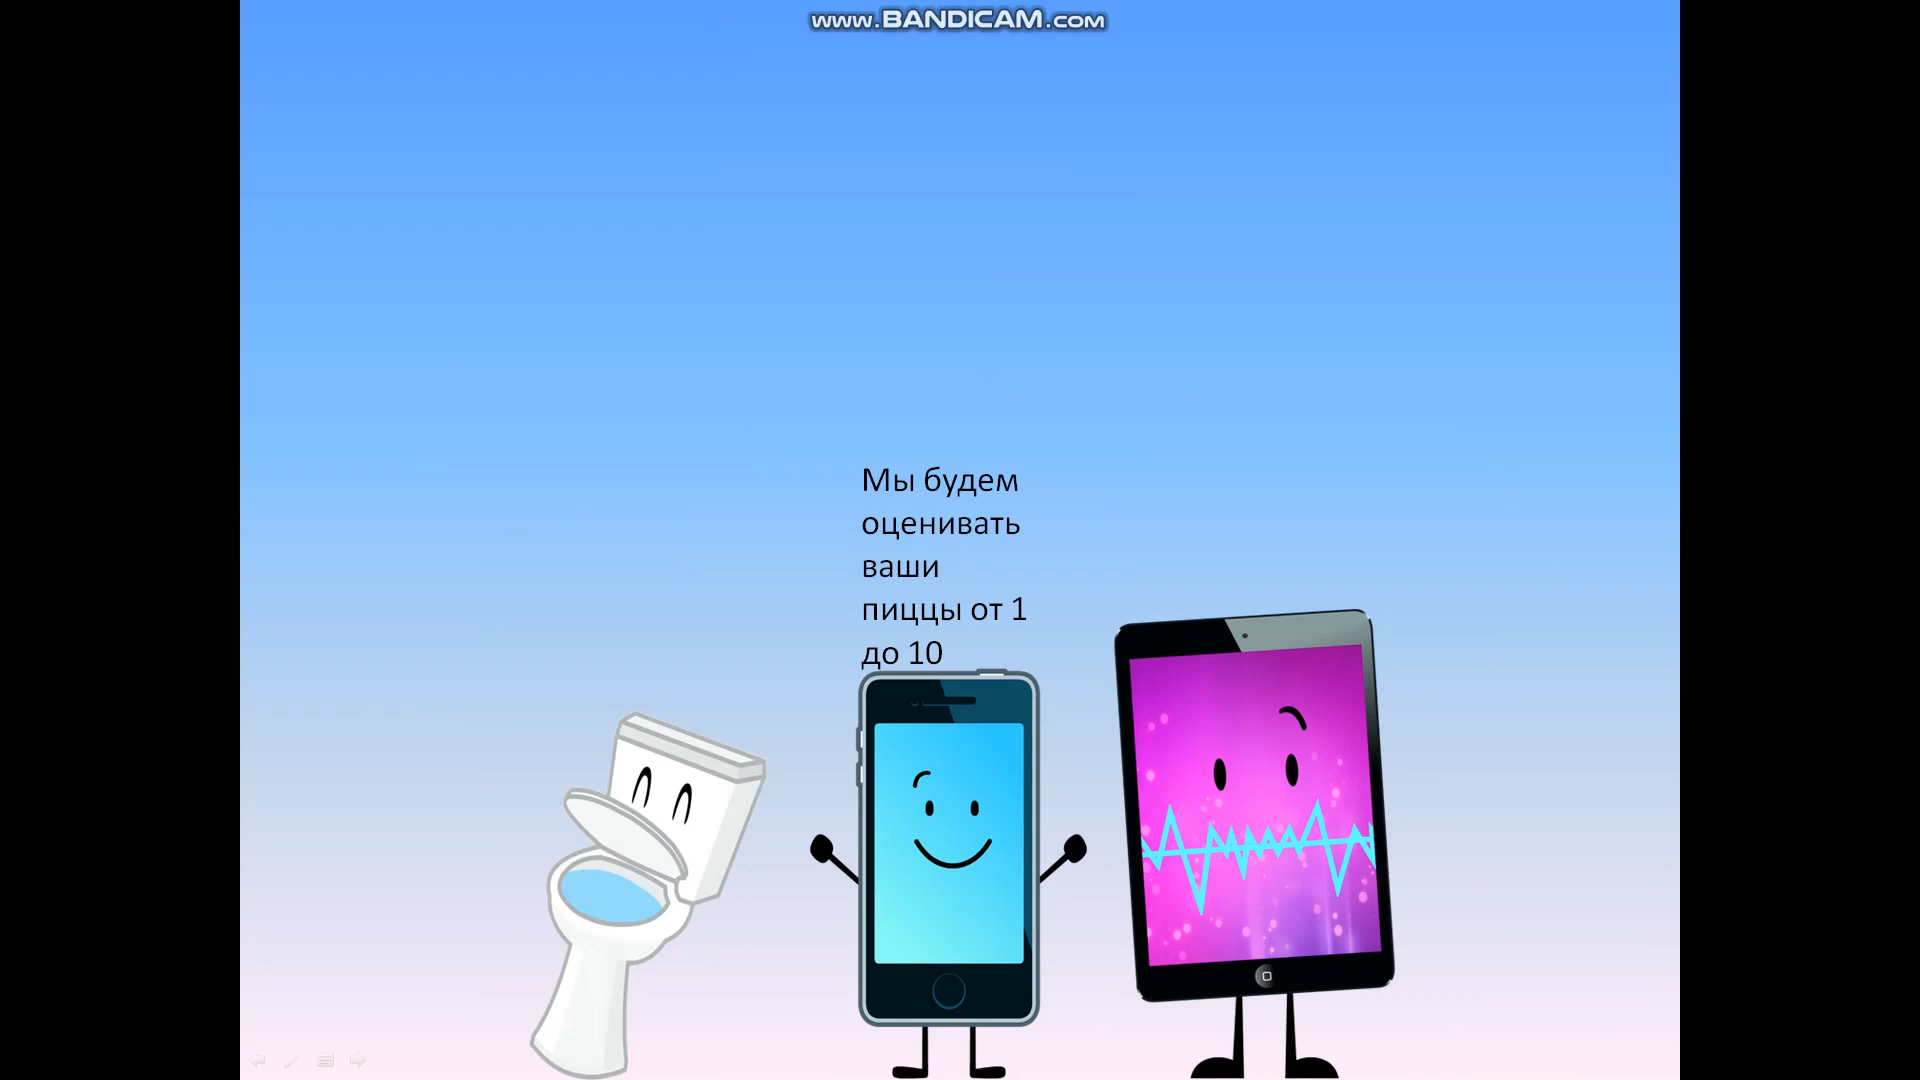 www.BANDICAM.com
Мы будем
оценивать
ваши
пиццы от 1
до 10